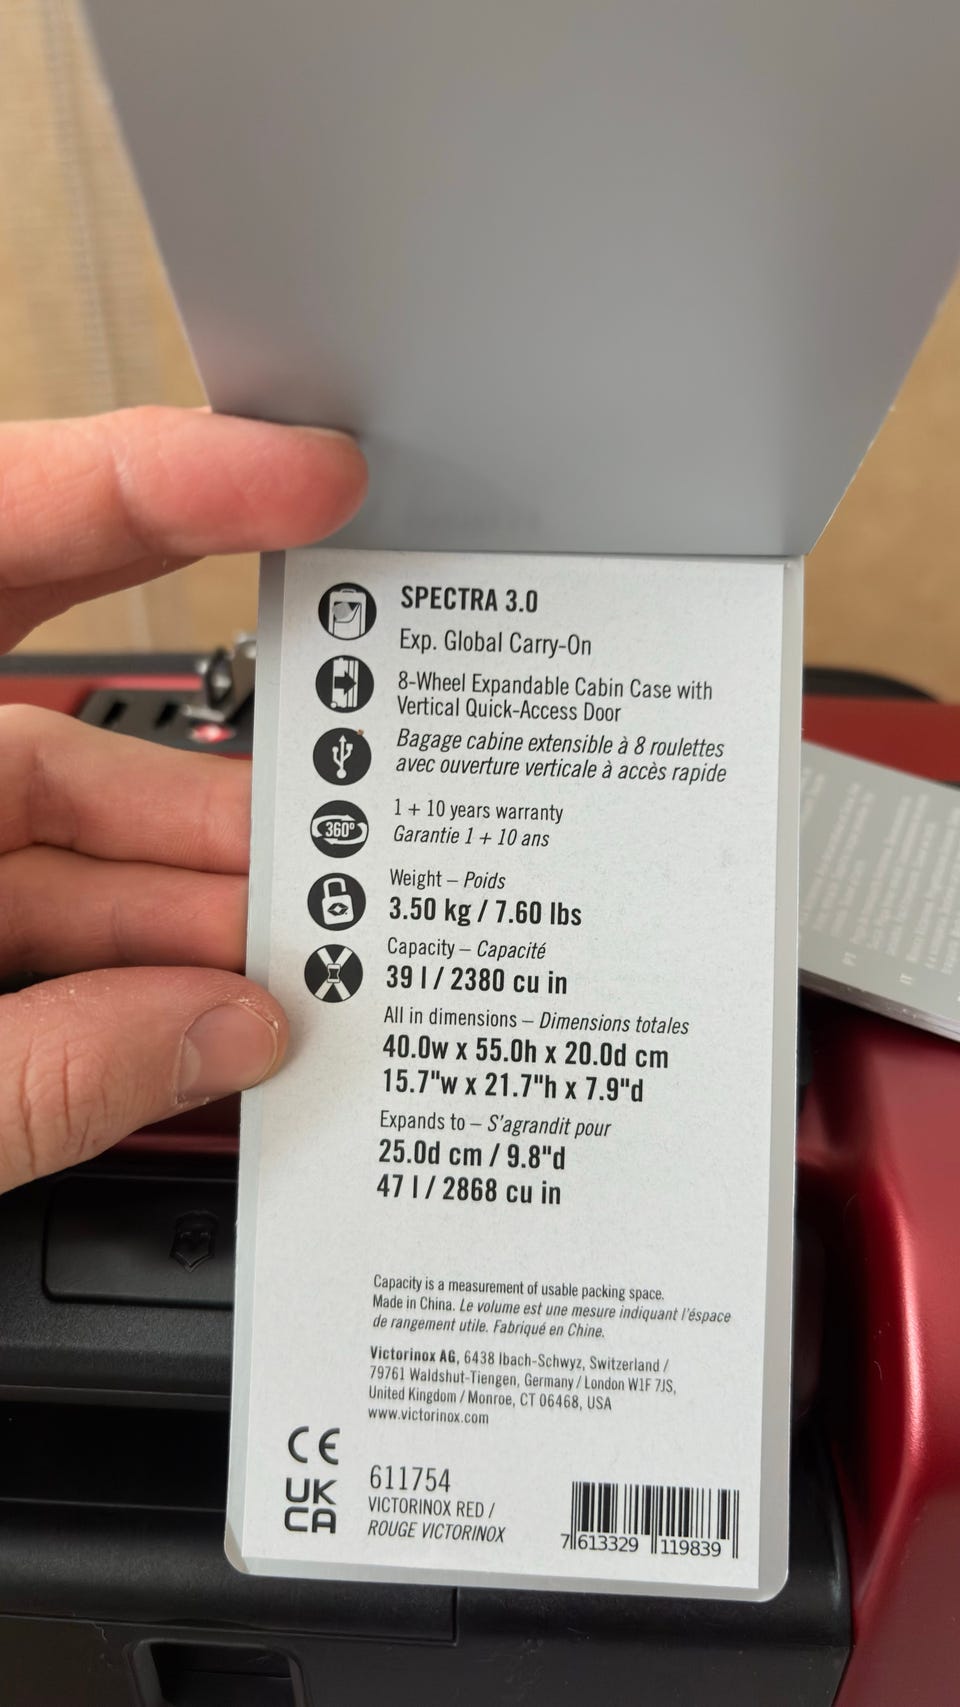 SPECTRA 3.0
Exp. Global Carry-On
8-Wheel Expandable Cabin Case with
Vertical Quick-Access Door
Bagage cabine extensible à 8 roulettes
avec ouverture verticale à accès rapide
360°
1 + 10 years warranty
Garantie 1 + 10 ans
Weight – Poids
3.50 kg / 7.60 lbs
Capacity – Capacité
39 l / 2380 cu in
All in dimensions – Dimensions totales
40.0w x 55.0h x 20.0d cm
15.7"w x 21.7"h x 7.9"d
Expands to – S'agrandit pour
25.0d cm / 9.8"d
47 l / 2868 cu in
Capacity is a measurement of usable packing space.
Made in China. Le volume est une mesure indiquant l'éspace
de rangement utile. Fabriqué en Chine.
Victorinox AG, 6438 Ibach-Schwyz, Switzerland /
79761 Waldshut-Tiengen, Germany / London W1F 7JS,
United Kingdom / Monroe, CT 06468, USA
www.victorinox.com
CE
UK
CA
611754
VICTORINOX RED /
ROUGE VICTORINOX
7 613329 119839
PT
IT